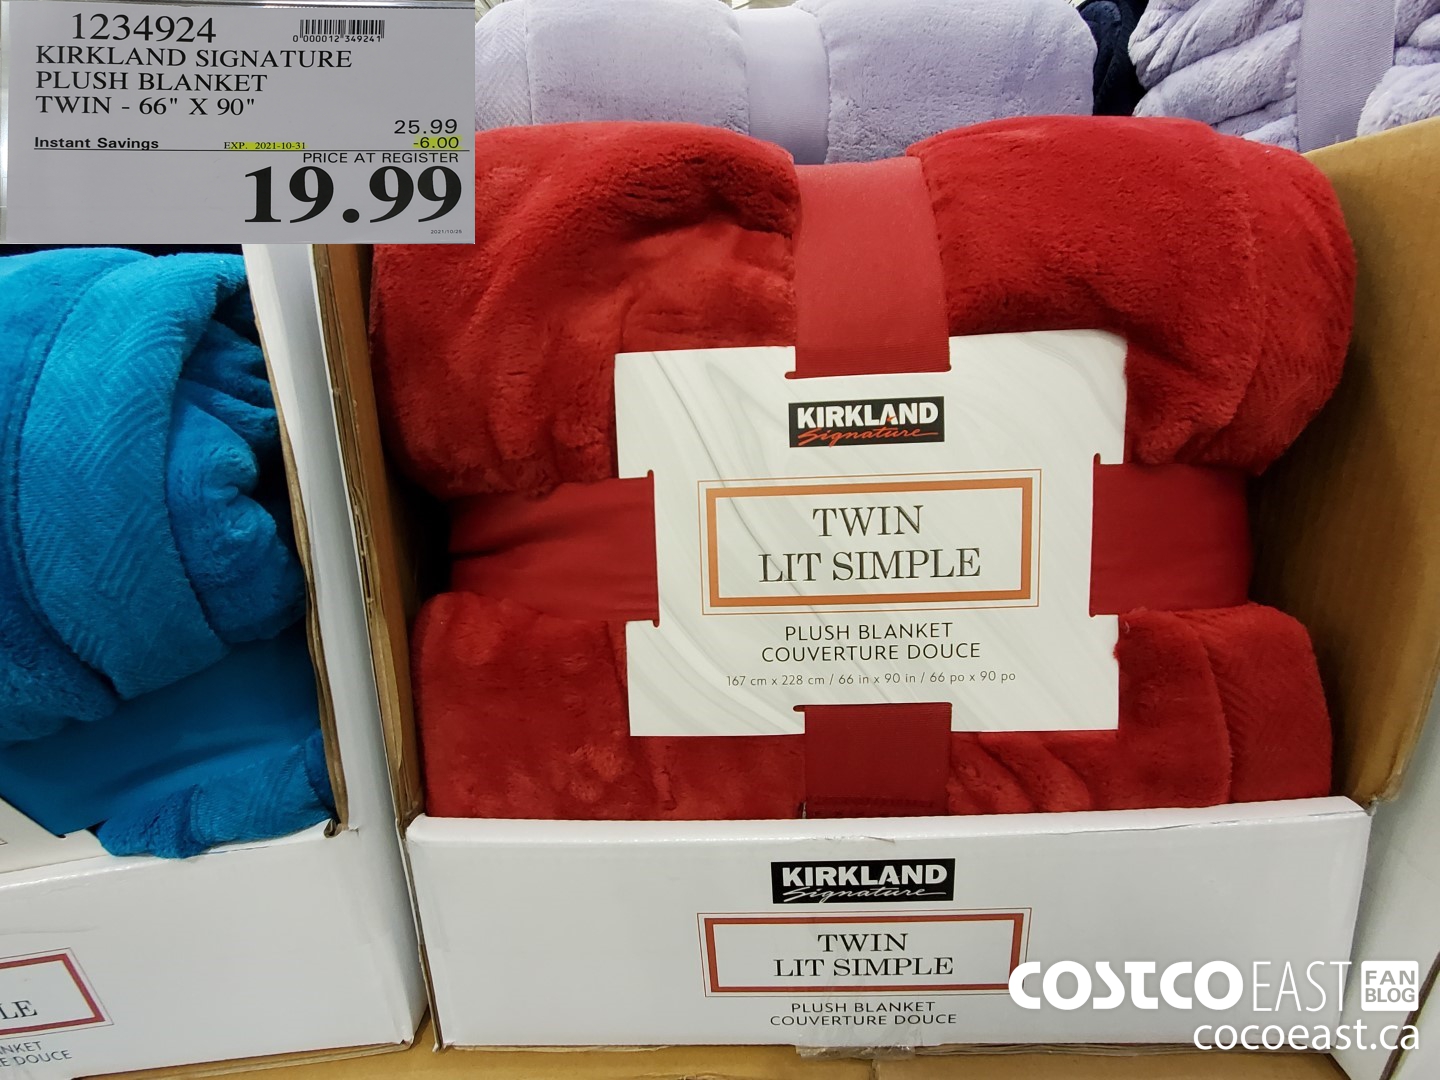 1234924
0 000012 349241
KIRKLAND SIGNATURE
PLUSH BLANKET
TWIN - 66" X 90"
25.99
Instant Savings EXP. 2021-10-31 -6.00
PRICE AT REGISTER
19.99
2021/10/25
KIRKLAND
Signature
TWIN
LIT SIMPLE
PLUSH BLANKET
COUVERTURE DOUCE
167 cm x 228 cm / 66 in x 90 in / 66 po x 90 po
KIRKLAND
Signature
TWIN
LIT SIMPLE
PLUSH BLANKET
COUVERTURE DOUCE
LE
NKET
E DOUCE
COSTCO EAST FAN BLOG
cocoeast.ca